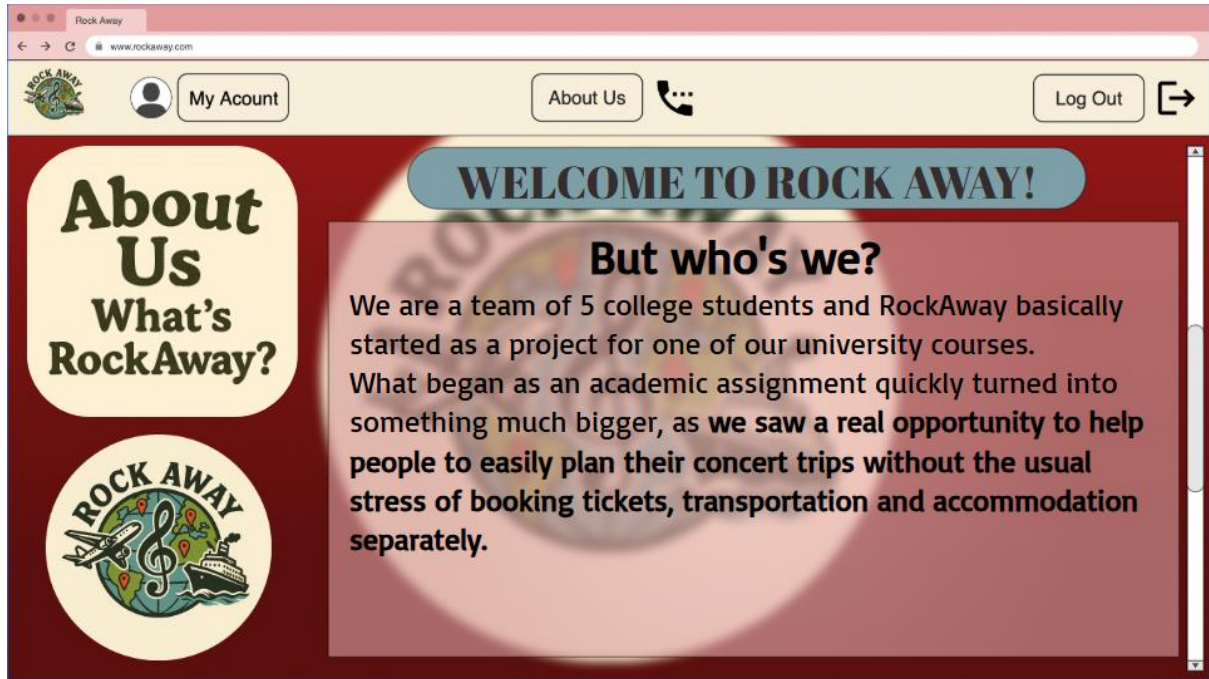 Rock Away
www.rockaway.com
ROCK AWAY
My Acount
About Us
Log Out
About
Us
What's
RockAway?
ROCK AWAY
WELCOME TO ROCK AWAY!
But who's we?
We are a team of 5 college students and RockAway basically
started as a project for one of our university courses.
What began as an academic assignment quickly turned into
something much bigger, as we saw a real opportunity to help
people to easily plan their concert trips without the usual
stress of booking tickets, transportation and accommodation
separately.